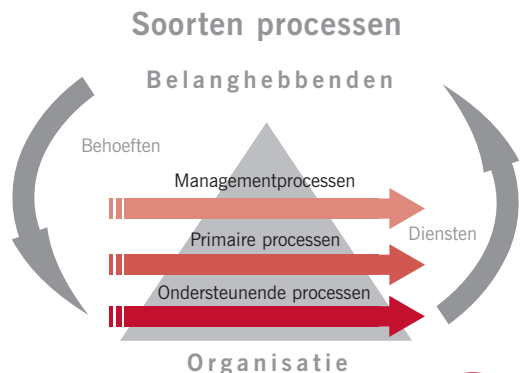 Soorten processen
Belanghebbenden
Behoeften
Managementprocessen
Primaire processen
Diensten
Ondersteunende processen
Organisatie